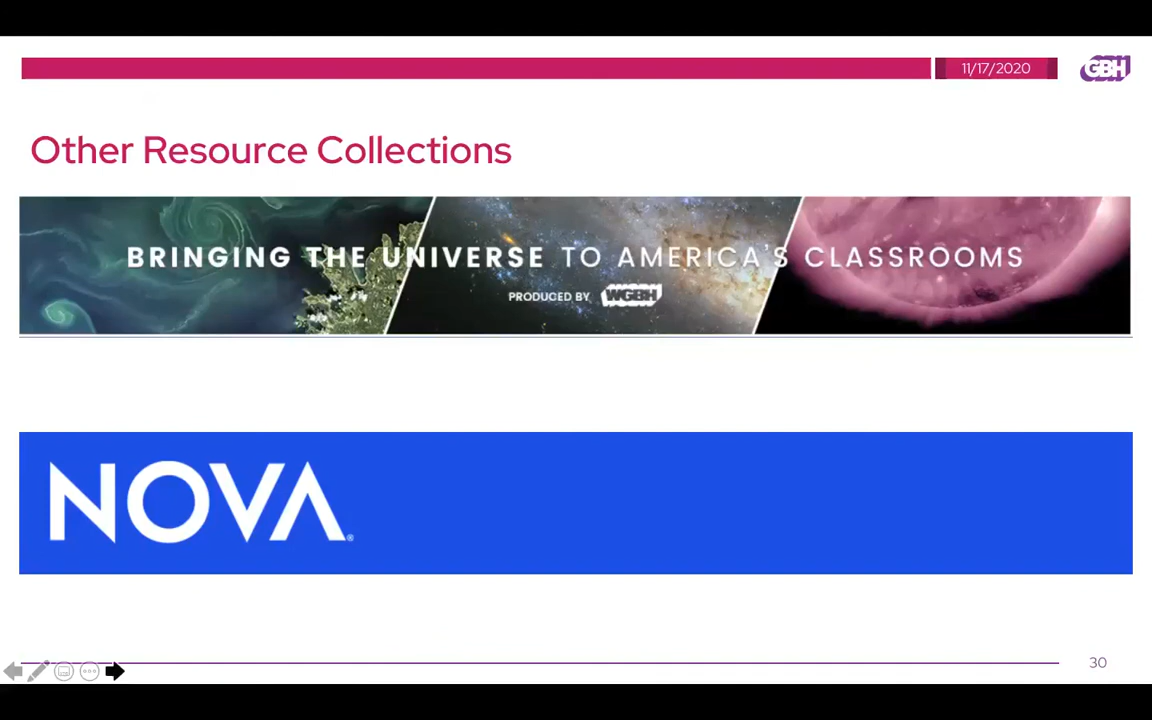 11/17/2020
GBH
Other Resource Collections
BRINGING THE UNIVERSE TO AMERICA'S CLASSROOMS
PRODUCED BY WGBH
NOVA®
30